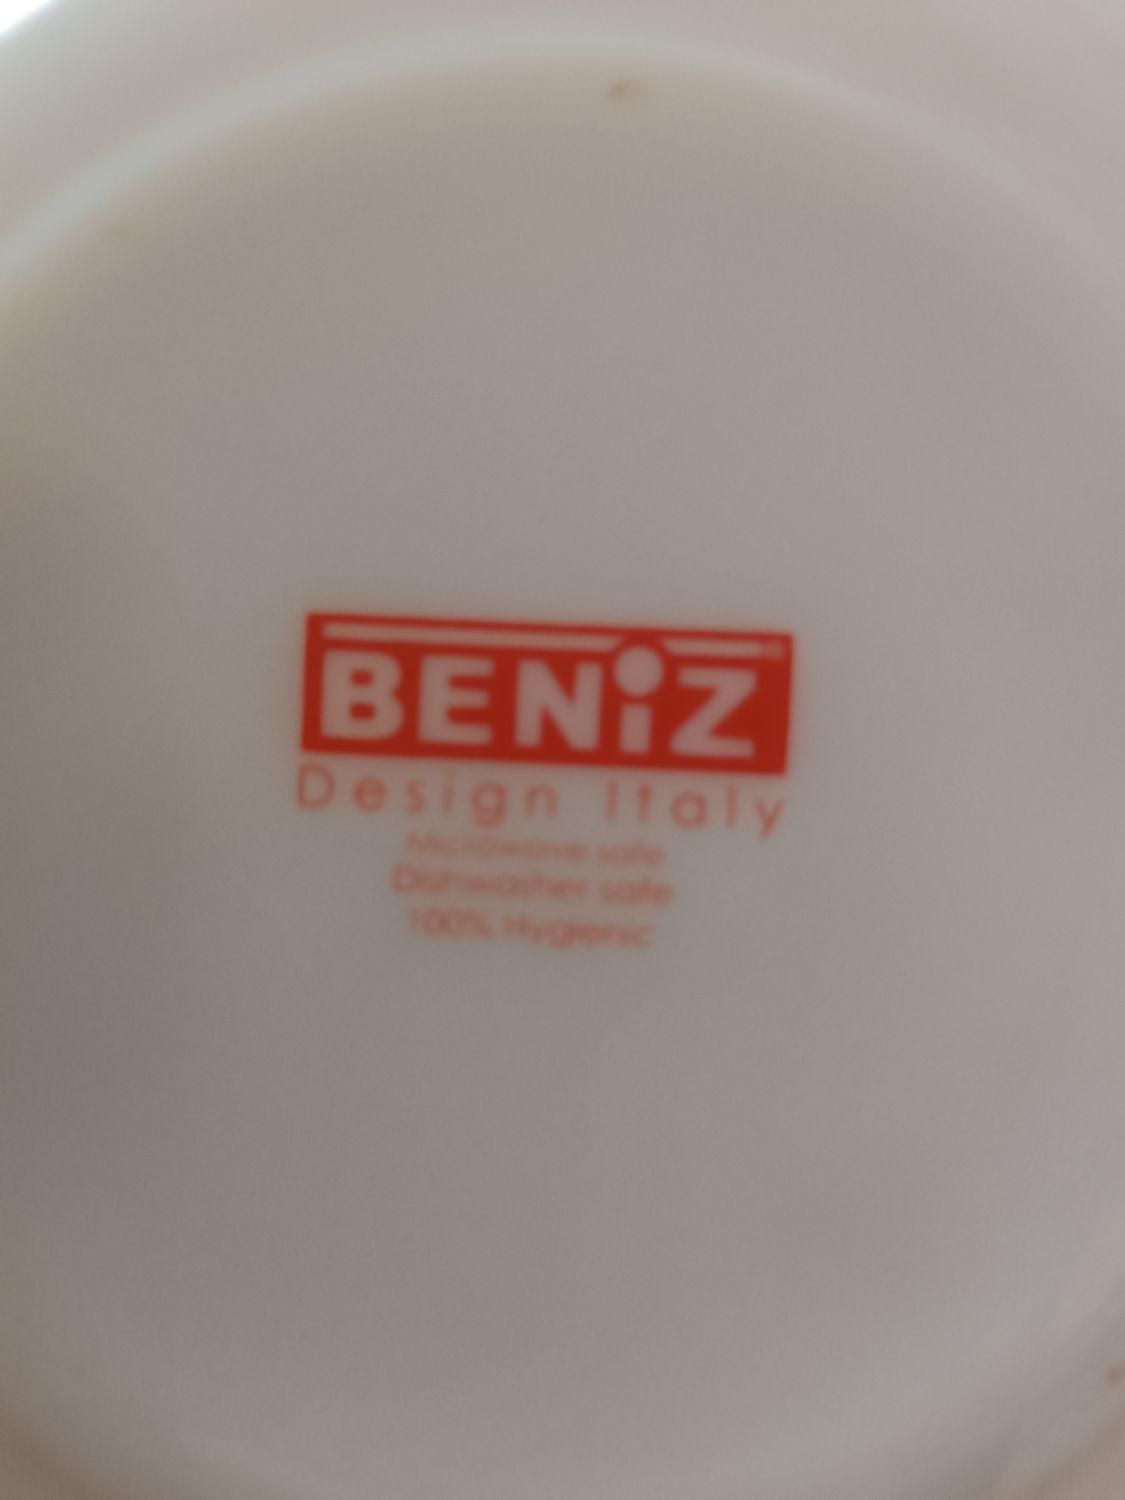 BENiZ
Design Italy
Microwave safe
Dishwasher safe
100% Hygienic